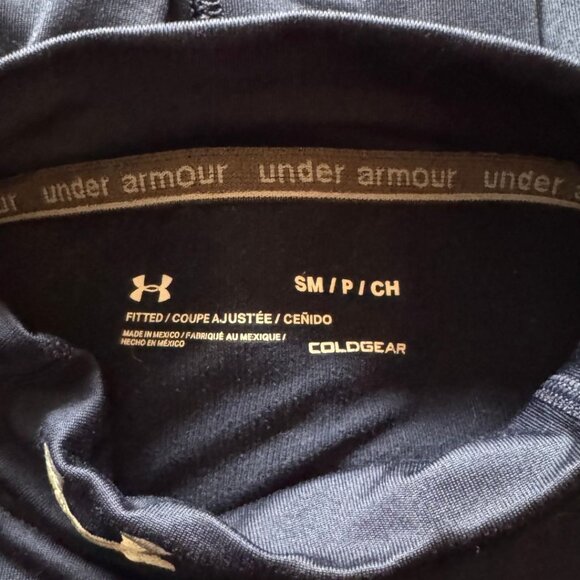 ur under armour under armour under
SM / P / CH
FITTED / COUPE AJUSTÉE / CEÑIDO
MADE IN MEXICO / FABRIQUÉ AU MEXIQUE /
HECHO EN MÉXICO
COLDGEAR